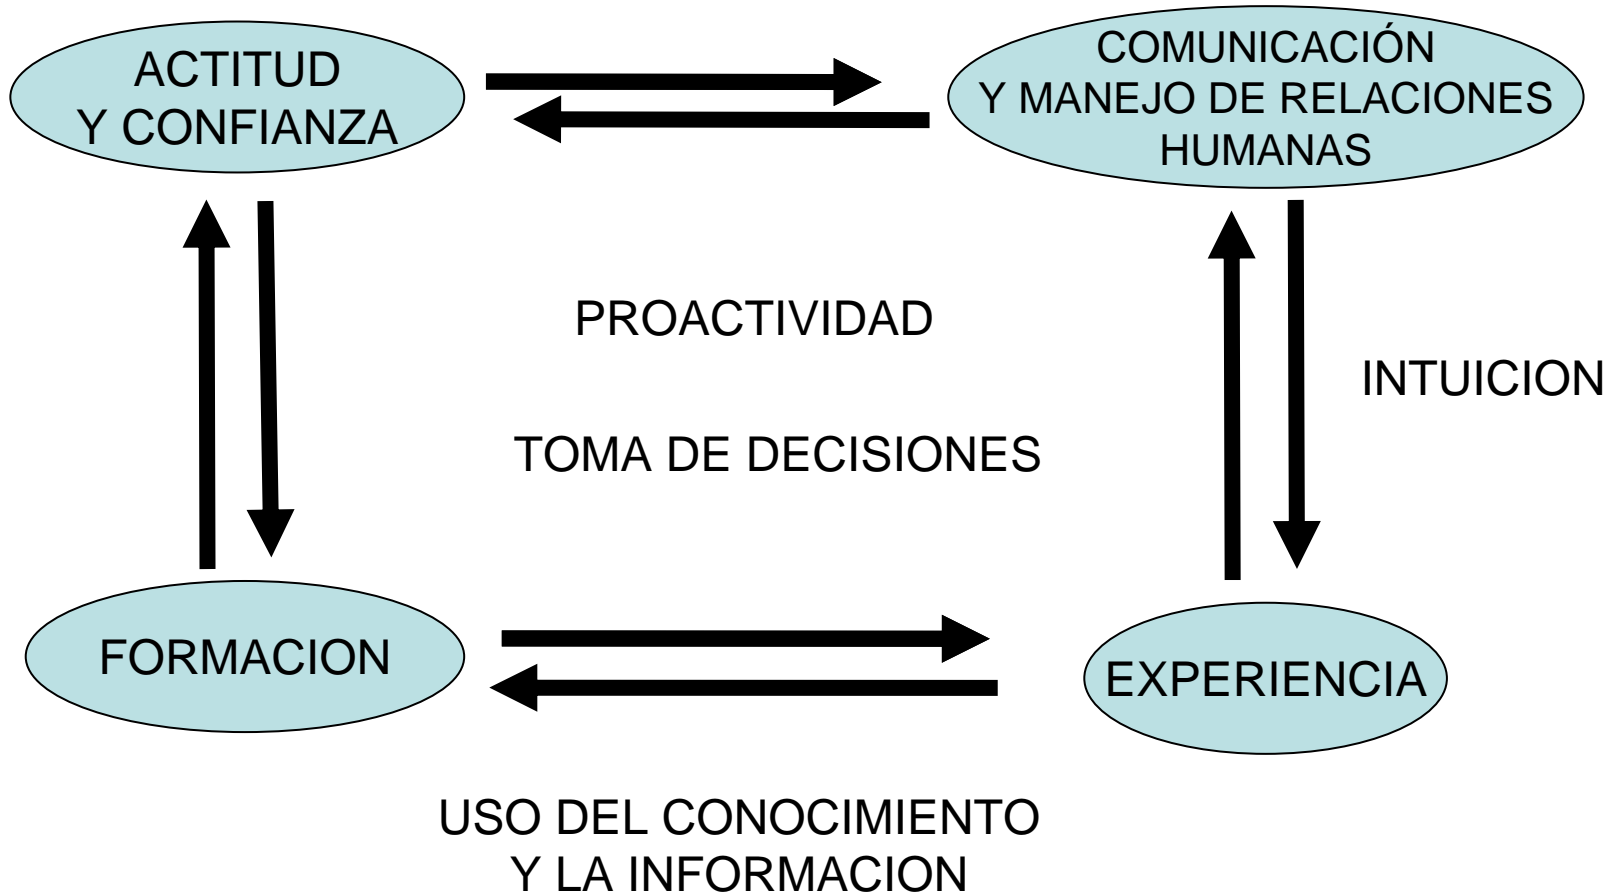 ACTITUD
Y CONFIANZA
COMUNICACIÓN
Y MANEJO DE RELACIONES
HUMANAS
PROACTIVIDAD
INTUICION
TOMA DE DECISIONES
FORMACION
EXPERIENCIA
USO DEL CONOCIMIENTO
Y LA INFORMACION